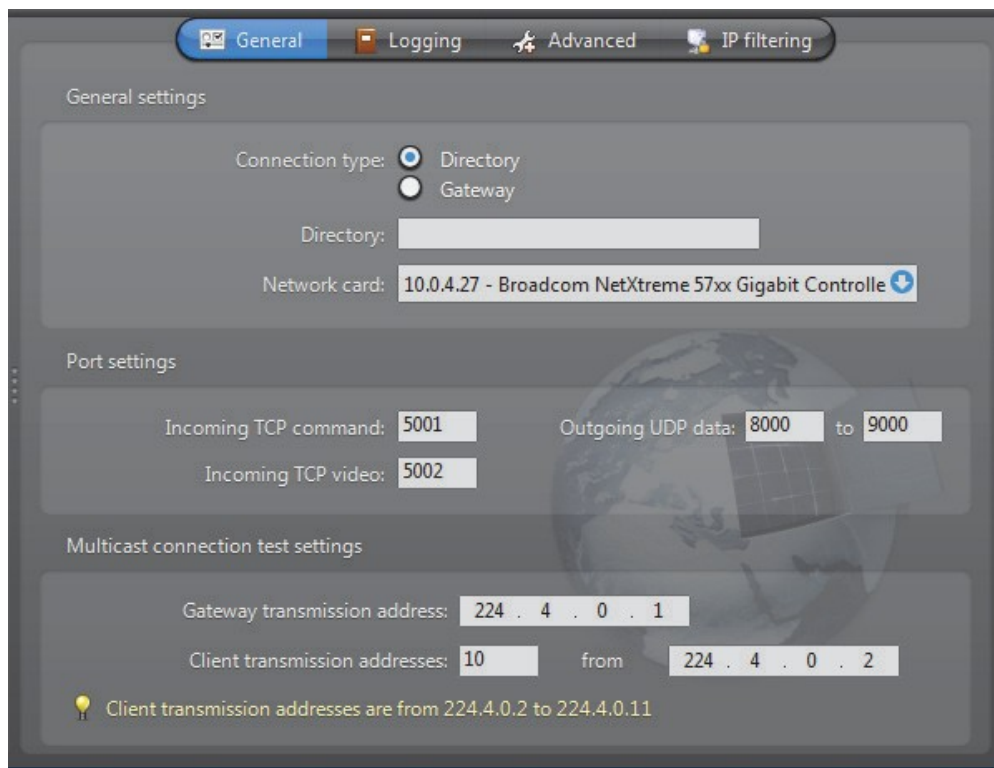 General Logging Advanced IP filtering
General settings
Connection type: Directory
Gateway
Directory:
Network card: 10.0.4.27 - Broadcom NetXtreme 57xx Gigabit Controlle
Port settings
Incoming TCP command: 5001 Outgoing UDP data: 8000 to 9000
Incoming TCP video: 5002
Multicast connection test settings
Gateway transmission address: 224 . 4 . 0 . 1
Client transmission addresses: 10 from 224 . 4 . 0 . 2
Client transmission addresses are from 224.4.0.2 to 224.4.0.11